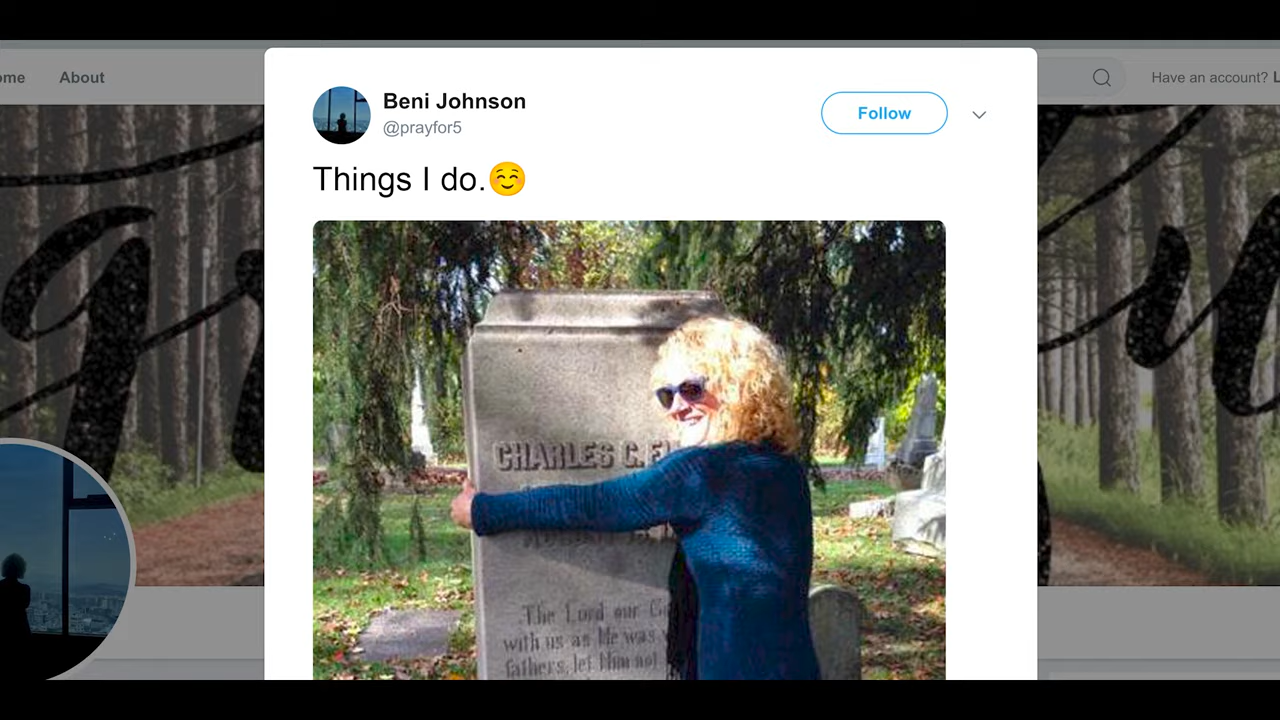 ome About
Have an account? L
Beni Johnson
@prayfor5
Follow
Things I do.☺️
CHARLES C. FI
The Lord our G
with us as He was
fathers; let Him not